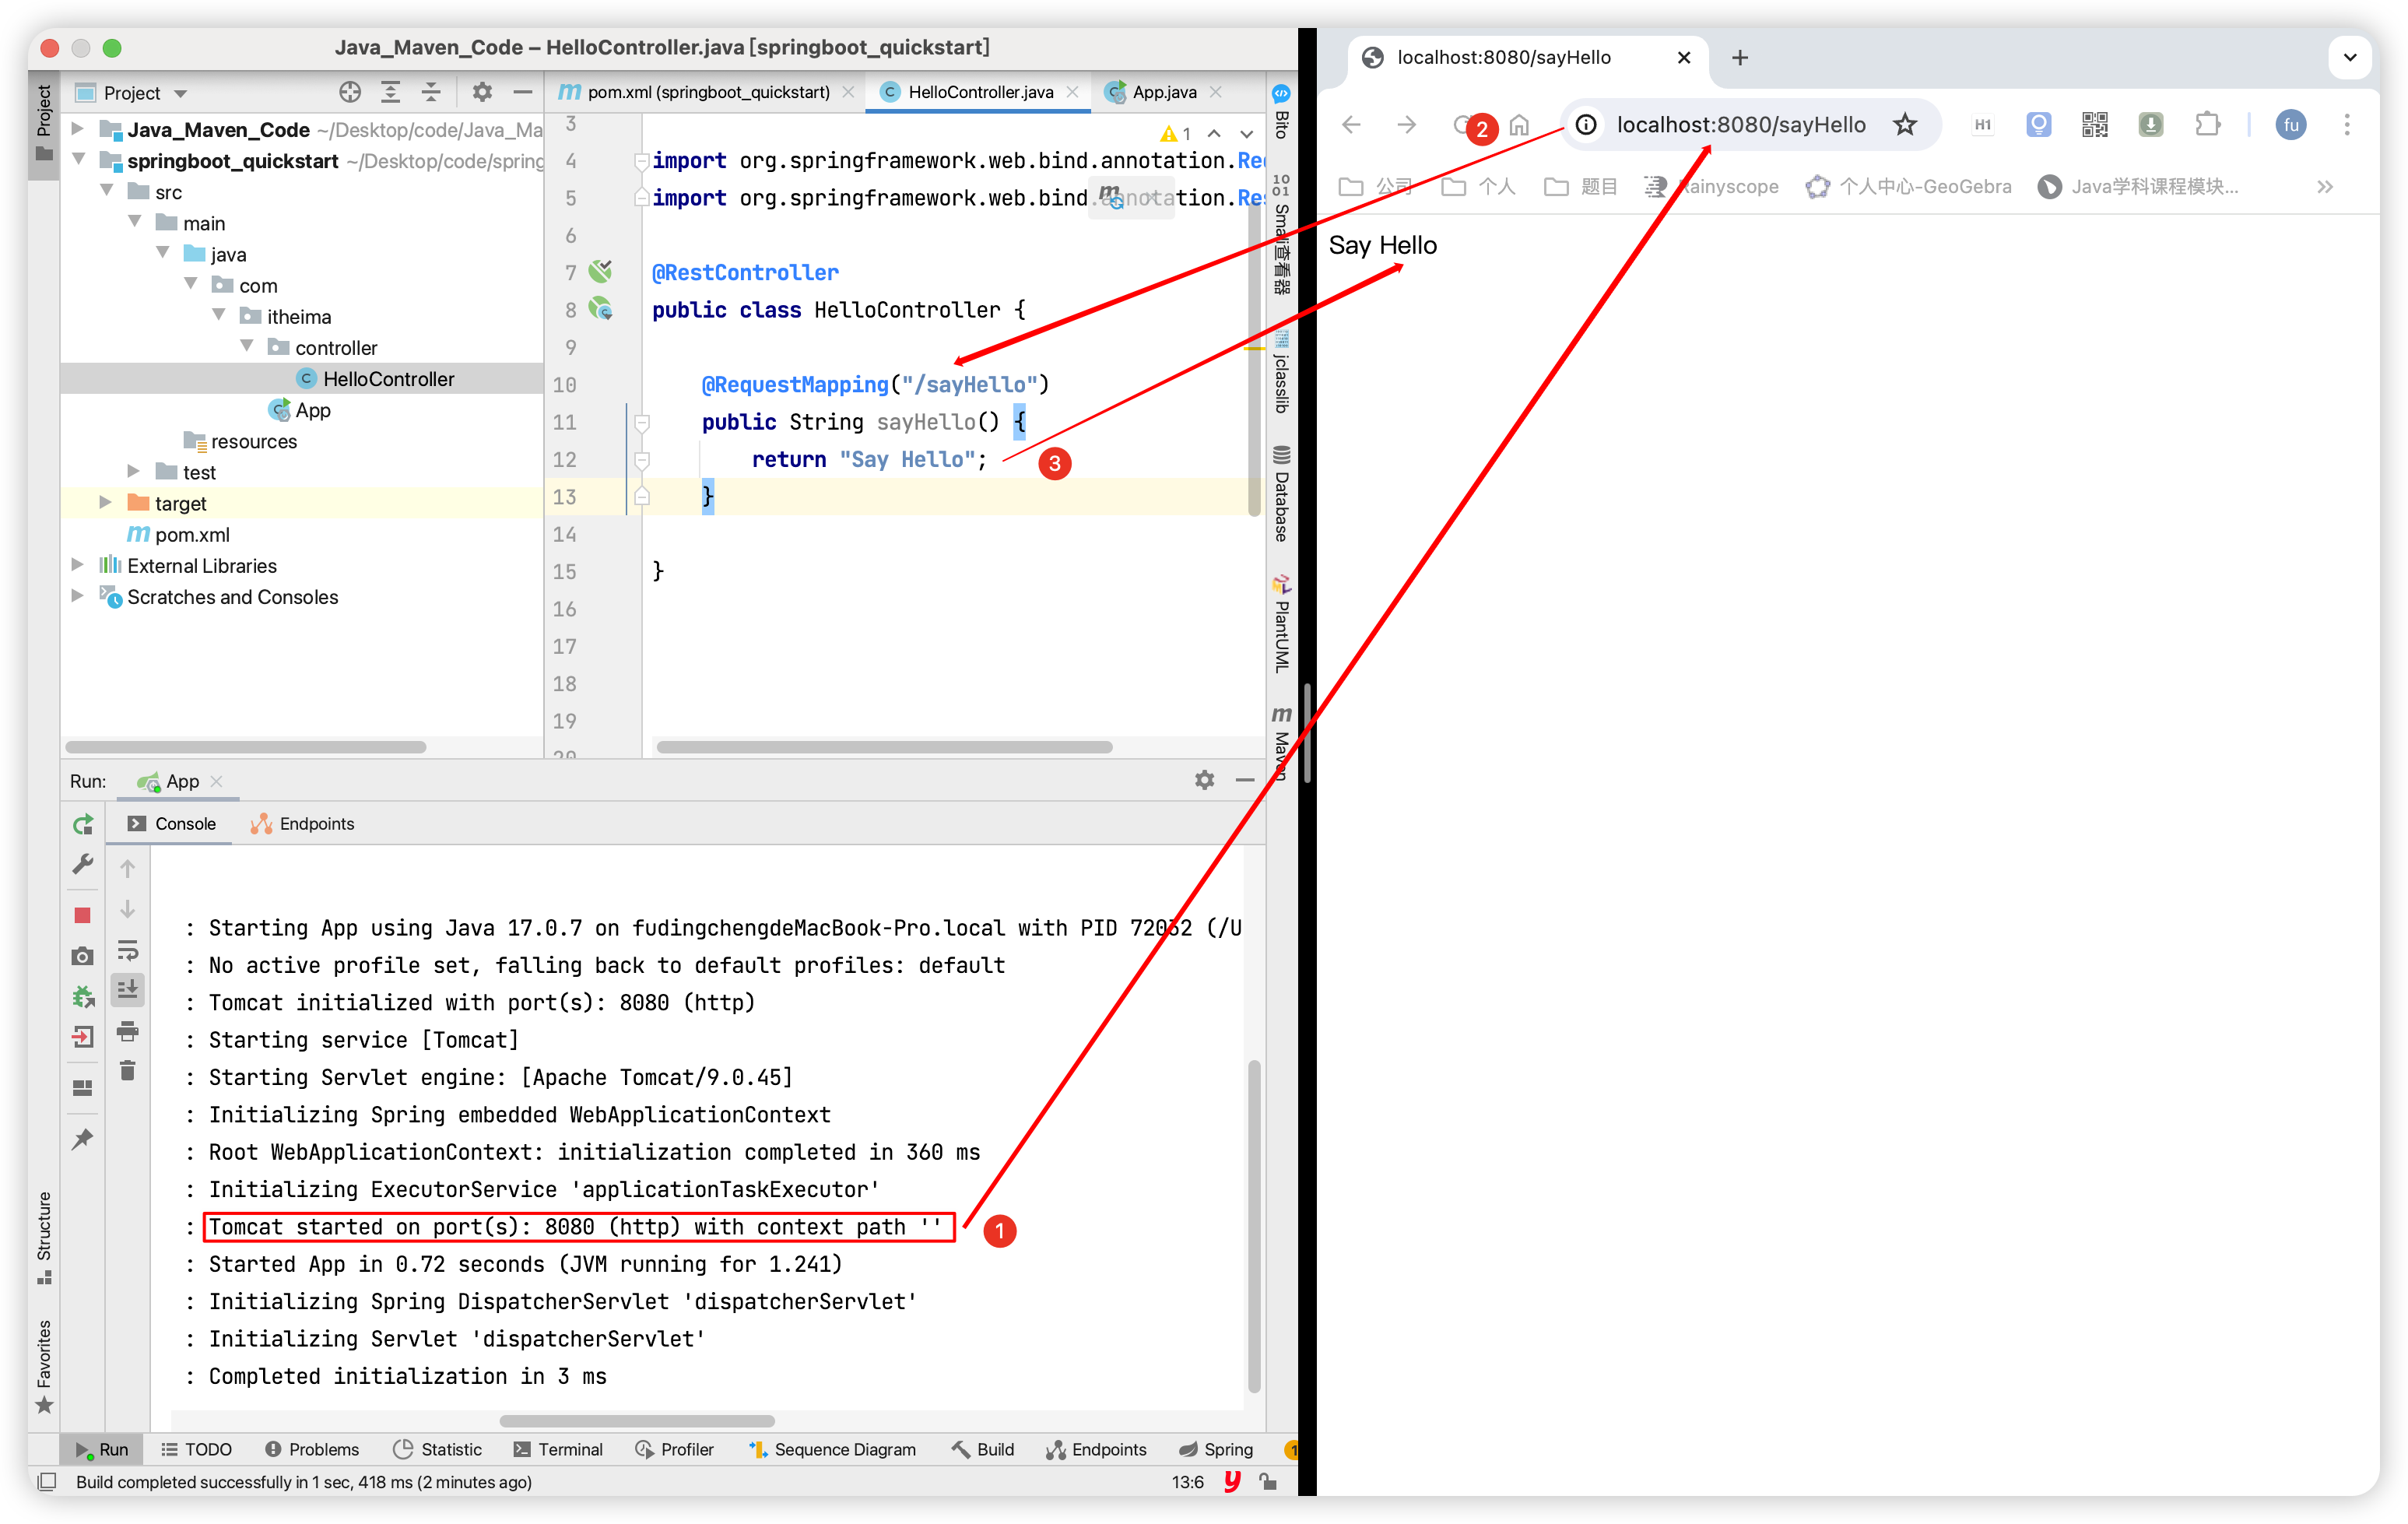 Java_Maven_Code – HelloController.java [springboot_quickstart]
Project
Project
pom.xml (springboot_quickstart)
HelloController.java
App.java
Java_Maven_Code ~/Desktop/code/Java_Ma
springboot_quickstart ~/Desktop/code/spring
src
main
java
com
itheima
controller
HelloController
App
resources
test
target
pom.xml
External Libraries
Scratches and Consoles
1
3
4 import org.springframework.web.bind.annotation.Re
5 import org.springframework.web.bind.annotation.Re
6
7 @RestController
8 public class HelloController {
9
10 @RequestMapping("/sayHello")
11 public String sayHello() {
12 return "Say Hello";
13 }
14
15 }
16
17
18
19
20
3
Bito
Smali查看器
jclasslib
Database
PlantUML
Maven
localhost:8080/sayHello
2
localhost:8080/sayHello
H1
fu
公司
个人
题目
Rainyscope
个人中心-GeoGebra
Java学科课程模块...
Say Hello
Run:
App
Console
Endpoints
: Starting App using Java 17.0.7 on fudingchengdeMacBook-Pro.local with PID (/U
: No active profile set, falling back to default profiles: default
: Tomcat initialized with port(s): 8080 (http)
: Starting service [Tomcat]
: Starting Servlet engine: [Apache Tomcat/9.0.45]
: Initializing Spring embedded WebApplicationContext
: Root WebApplicationContext: initialization completed in 360 ms
: Initializing ExecutorService 'applicationTaskExecutor'
: Tomcat started on port(s): 8080 (http) with context path ''
1
: Started App in 0.72 seconds (JVM running for 1.241)
: Initializing Spring DispatcherServlet 'dispatcherServlet'
: Initializing Servlet 'dispatcherServlet'
: Completed initialization in 3 ms
Structure
Favorites
Run
TODO
Problems
Statistic
Terminal
Profiler
Sequence Diagram
Build
Endpoints
Spring
1
Build completed successfully in 1 sec, 418 ms (2 minutes ago)
13:6